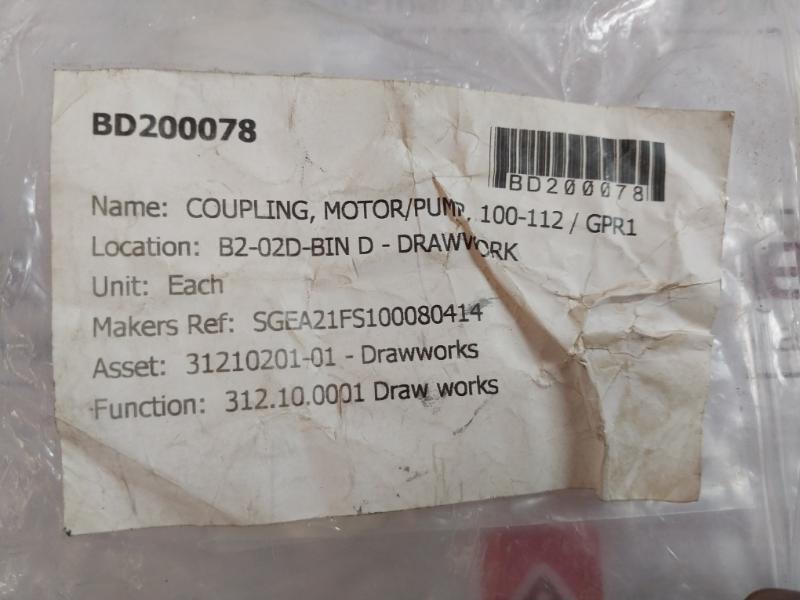 BD200078
BD200078
Name: COUPLING, MOTOR/PUMP, 100-112 / GPR1
Location: B2-02D-BIN D - DRAWWORK
Unit: Each
Makers Ref: SGEA21FS100080414
Asset: 31210201-01 - Drawworks
Function: 312.10.0001 Draw works